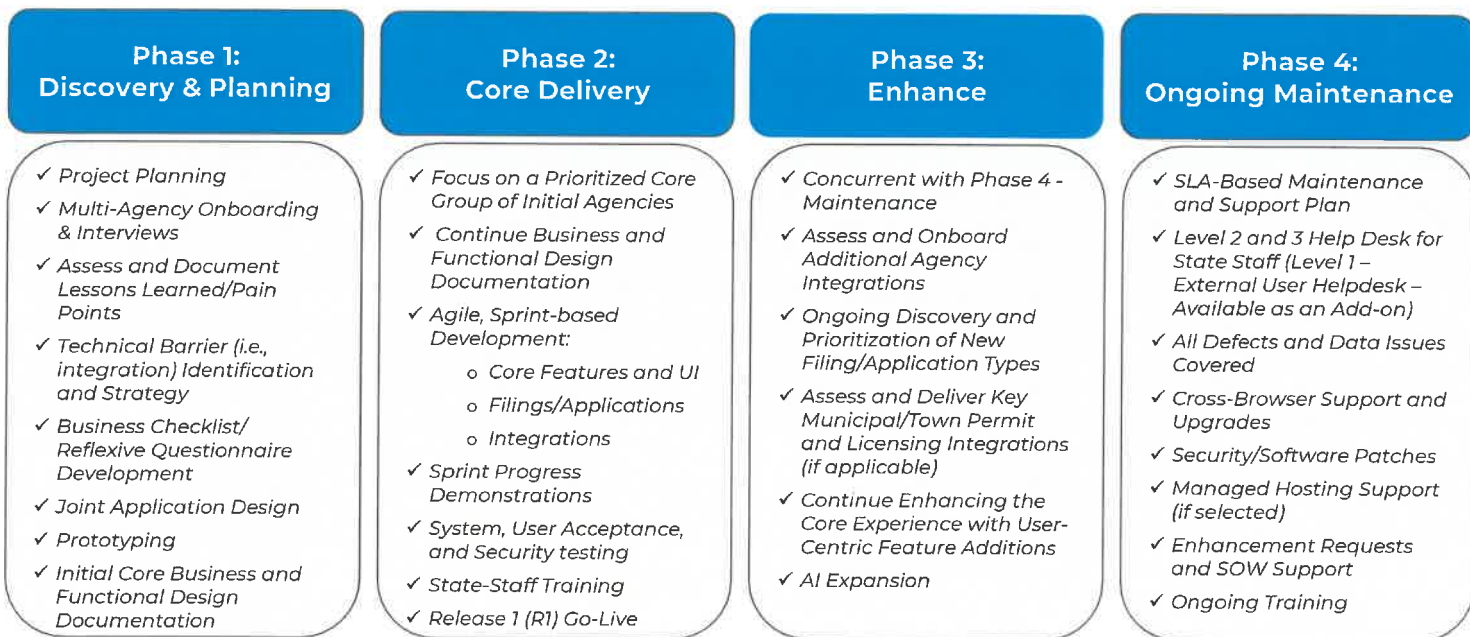 Phase 1:
Discovery & Planning
✓ Project Planning
✓ Multi-Agency Onboarding
& Interviews
✓ Assess and Document
Lessons Learned/Pain
Points
✓ Technical Barrier (i.e.,
integration) Identification
and Strategy
✓ Business Checklist/
Reflexive Questionnaire
Development
✓ Joint Application Design
✓ Prototyping
✓ Initial Core Business and
Functional Design
Documentation
Phase 2:
Core Delivery
✓ Focus on a Prioritized Core
Group of Initial Agencies
✓ Continue Business and
Functional Design
Documentation
✓ Agile, Sprint-based
Development:
o Core Features and UI
o Filings/Applications
o Integrations
✓ Sprint Progress
Demonstrations
✓ System, User Acceptance,
and Security testing
✓ State-Staff Training
✓ Release 1 (R1) Go-Live
Phase 3:
Enhance
✓ Concurrent with Phase 4 -
Maintenance
✓ Assess and Onboard
Additional Agency
Integrations
✓ Ongoing Discovery and
Prioritization of New
Filing/Application Types
✓ Assess and Deliver Key
Municipal/Town Permit
and Licensing Integrations
(if applicable)
✓ Continue Enhancing the
Core Experience with User-
Centric Feature Additions
✓ AI Expansion
Phase 4:
Ongoing Maintenance
✓ SLA-Based Maintenance
and Support Plan
✓ Level 2 and 3 Help Desk for
State Staff (Level 1 –
External User Helpdesk –
Available as an Add-on)
✓ All Defects and Data Issues
Covered
✓ Cross-Browser Support and
Upgrades
✓ Security/Software Patches
✓ Managed Hosting Support
(if selected)
✓ Enhancement Requests
and SOW Support
✓ Ongoing Training